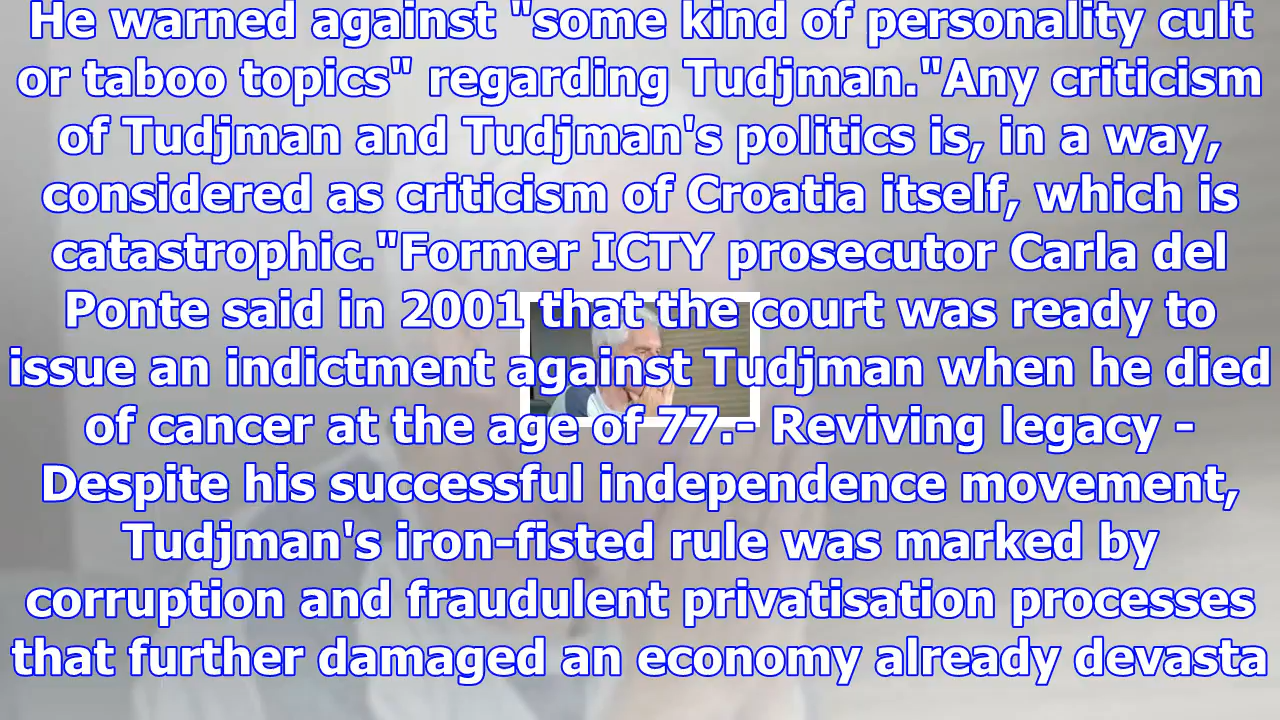 He warned against "some kind of personality cult
or taboo topics" regarding Tudjman."Any criticism
of Tudjman and Tudjman's politics is, in a way,
considered as criticism of Croatia itself, which is
catastrophic."Former ICTY prosecutor Carla del
Ponte said in 2001 that the court was ready to
issue an indictment against Tudjman when he died
of cancer at the age of 77.- Reviving legacy -
Despite his successful independence movement,
Tudjman's iron-fisted rule was marked by
corruption and fraudulent privatisation processes
that further damaged an economy already devasta